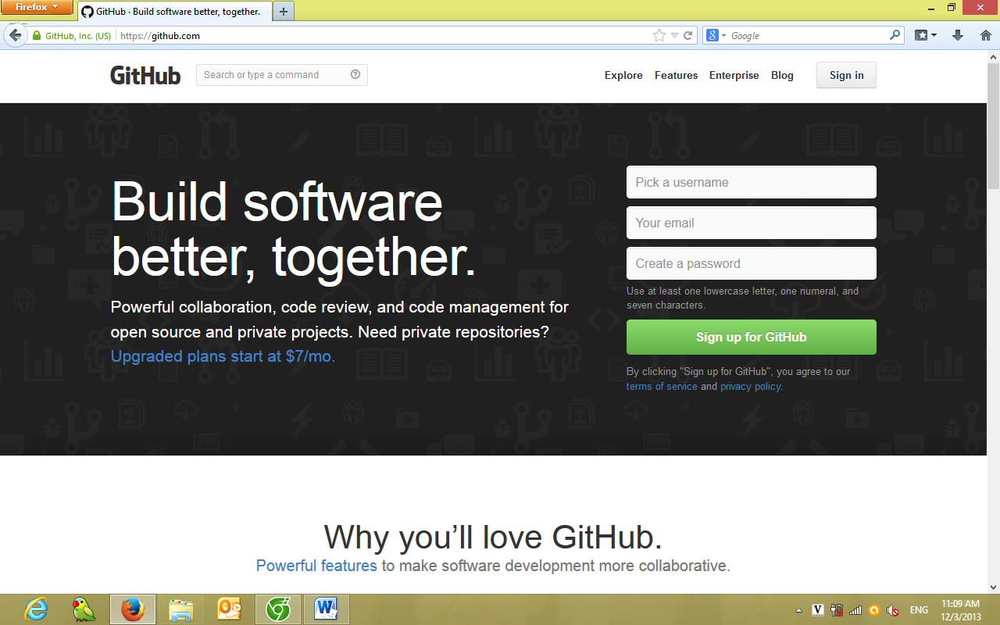 Firefox
GitHub · Build software better, together.
GitHub, Inc. (US)
https://github.com
Google
GitHub
Search or type a command
Explore
Features
Enterprise
Blog
Sign in
Build software
better, together.
Powerful collaboration, code review, and code management for
open source and private projects. Need private repositories?
Upgraded plans start at $7/mo.
Pick a username
Your email
Create a password
Use at least one lowercase letter, one numeral, and
seven characters.
Sign up for GitHub
By clicking "Sign up for GitHub", you agree to our
terms of service and privacy policy.
Why you’ll love GitHub.
Powerful features to make software development more collaborative.
ENG
11:09 AM
12/3/2013